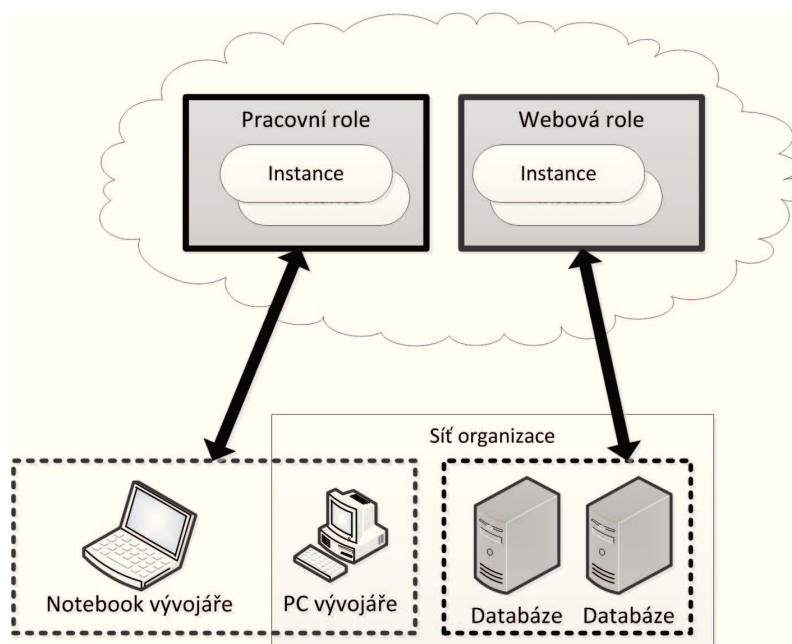 Pracovní role
Webová role
Instance
Instance
Síť organizace
Notebook vývojáře
PC vývojáře
Databáze
Databáze